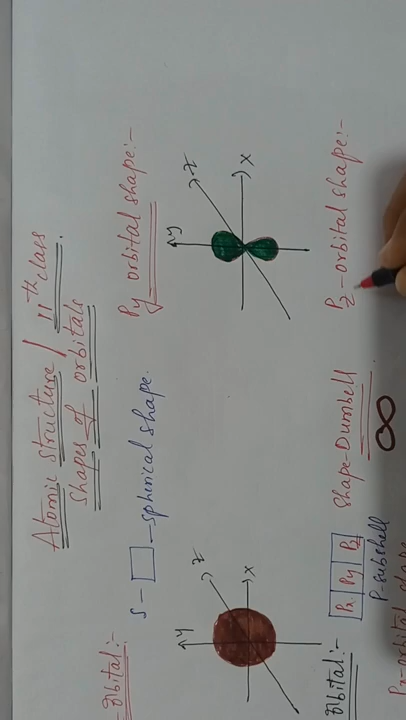 Atomic structure / 11th class
shapes of orbitals
orbital:-
S - - spherical shape.
y
z
x
Py orbital shape:-
y
z
x
orbital:-
Px Py Pz
P-subshell
shape-Dumbell
Pz-orbital shape:-
Px-orbital shape